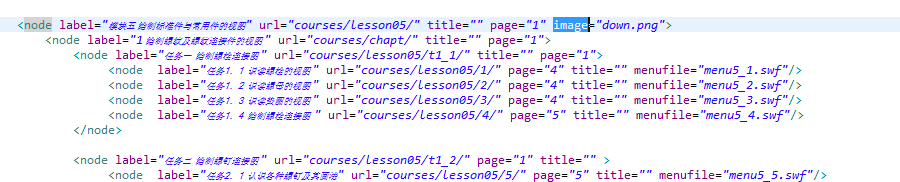 <node label="模块五 绘制标准件与常用件的视图" url="courses/lesson05/" title="" page="1" image="down.png">
<node label="1 绘制螺纹及螺纹连接件的视图" url="courses/chapt/" page="1">
<node label="任务一 绘制螺栓连接图" url="courses/lesson05/t1_1/" title="" page="1">
<node label="任务1. 1 识读螺栓的视图" url="courses/lesson05/1/" page="4" title="" menufile="menu5_1.swf"/>
<node label="任务1. 2 识读螺母的视图" url="courses/lesson05/2/" page="4" title="" menufile="menu5_2.swf"/>
<node label="任务1. 3 识读垫圈的视图" url="courses/lesson05/3/" page="4" title="" menufile="menu5_3.swf"/>
<node label="任务1. 4 绘制螺栓连接图 " url="courses/lesson05/4/" page="5" title="" menufile="menu5_4.swf"/>
</node>
<node label="任务二 绘制螺钉连接图" url="courses/lesson05/t1_2/" page="1" title="" >
<node label="任务2. 1 认识各种螺钉及其画法" url="courses/lesson05/5/" page="5" title="" menufile="menu5_5.swf"/>